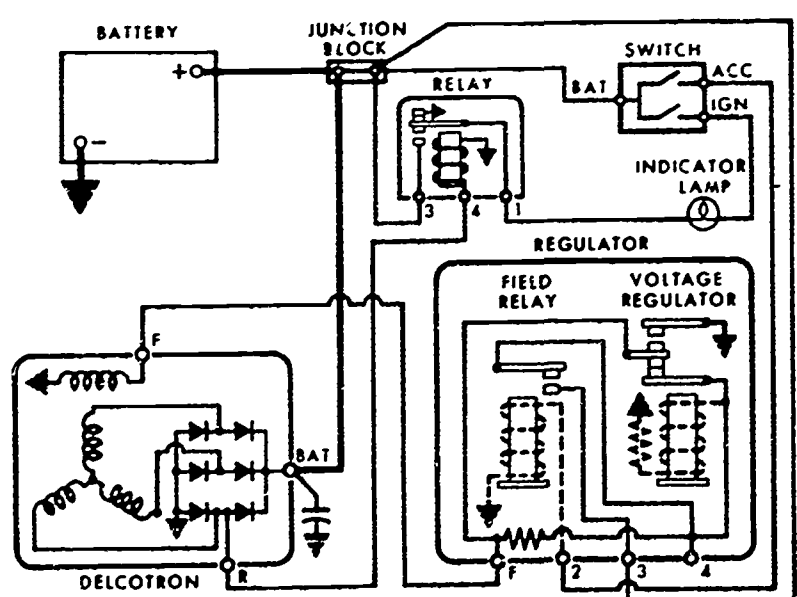 BATTERY
JUNCTION
BLOCK
SWITCH
+
RELAY
BAT
ACC
IGN
-
INDICATOR
LAMP
3
4
1
REGULATOR
FIELD
RELAY
VOLTAGE
REGULATOR
F
BAT
DELCOTRON
R
F
2
3
4